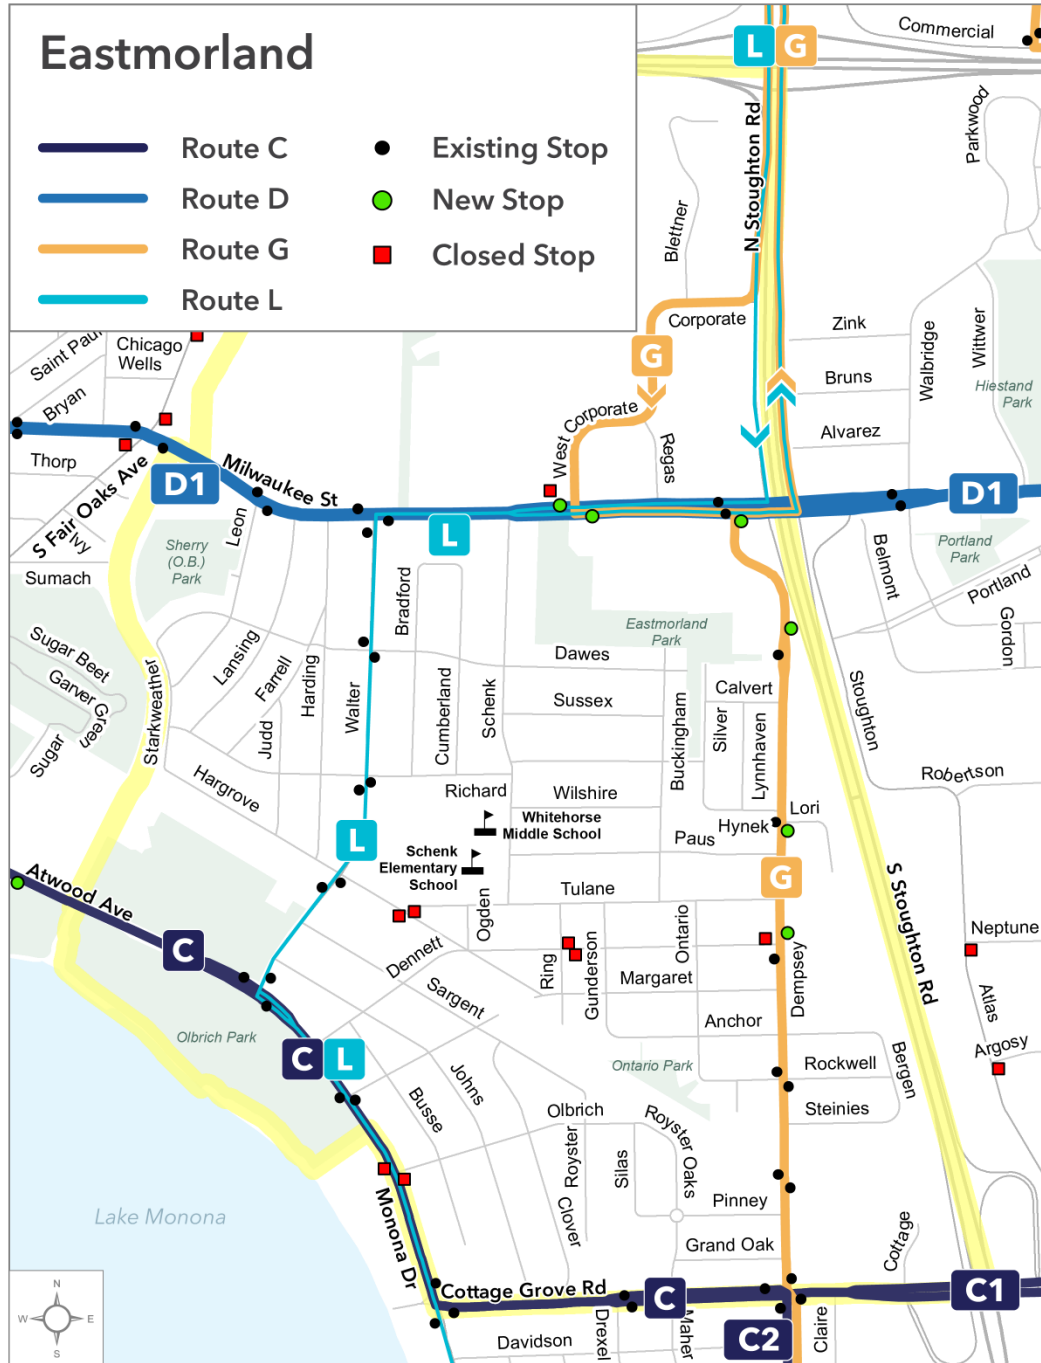 Eastmorland
Route C
Route D
Route G
Route L
Existing Stop
New Stop
Closed Stop
L
G
Commercial
Parkwood
N Stoughton Rd
Blettner
Corporate
G
Zink
Walbridge
Wittwer
Bruns
Hiestand
Park
Alvarez
Saint Paul
Chicago
Wells
Bryan
Thorp
S Fair Oaks Ave
Ivy
D1
Milwaukee St
Leon
Sumach
Sherry
(O.B.)
Park
West Corporate
Regas
L
D1
Belmont
Portland
Park
Portland
Gordon
Sugar Beet
Garver Green
Sugar
Starkweather
Lansing
Farrell
Harding
Judd
Walter
Bradford
Cumberland
Schenk
Eastmorland
Park
Dawes
Sussex
Calvert
Buckingham
Silver
Lynnhaven
Stoughton
Robertson
Hargrove
Richard
Wilshire
Lori
Hynek
Paus
Whitehorse
Middle School
Schenk
Elementary
School
L
G
Atwood Ave
C
Tulane
Ogden
Dennett
Sargent
Ring
Gunderson
Ontario
Margaret
Dempsey
Anchor
S Stoughton Rd
Neptune
Atlas
Argosy
Olbrich Park
C
L
Johns
Busse
Ontario Park
Rockwell
Bergen
Steinies
Olbrich
Royster
Silas
Royster Oaks
Clover
Pinney
Grand Oak
Cottage
Lake Monona
Monona Dr
Cottage Grove Rd
C
C1
C2
Davidson
Drexel
Maher
Claire
N
W
E
S